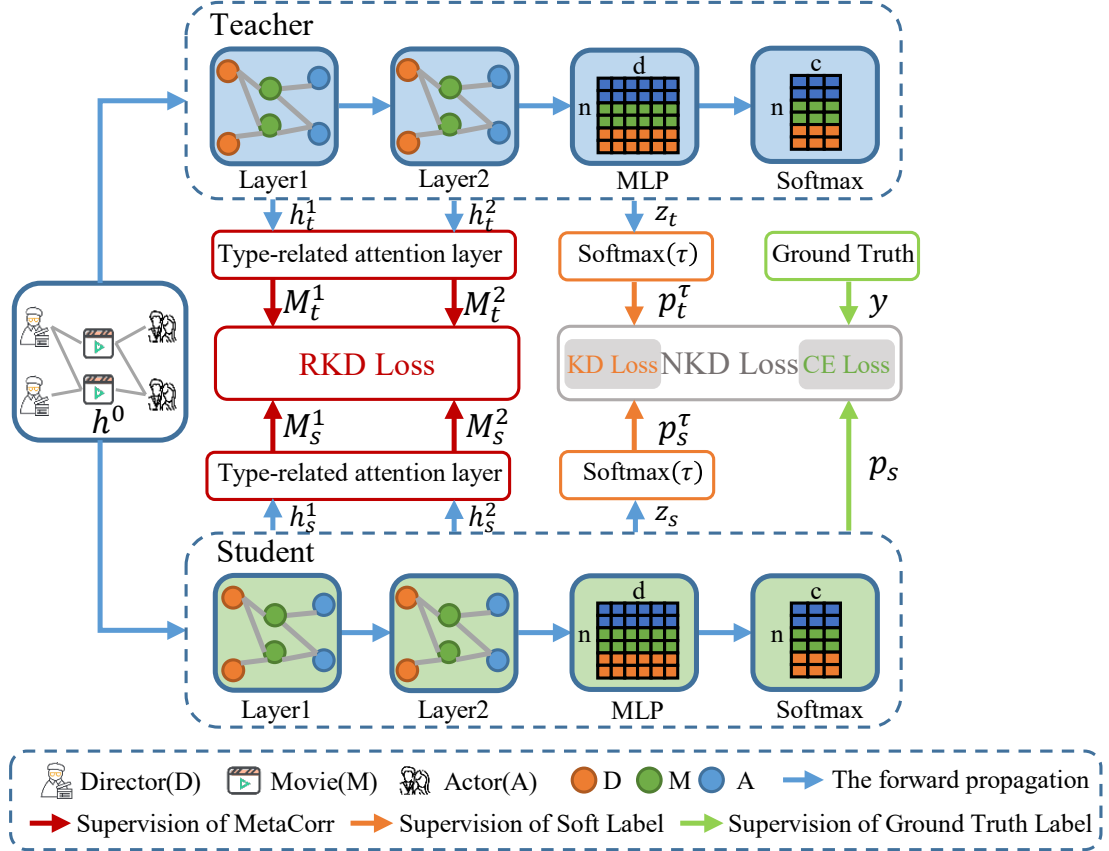 Teacher
d
c
n
n
Layer1
Layer2
MLP
Softmax
h_t^1
h_t^2
z_t
Type-related attention layer
Softmax(τ)
Ground Truth
M_t^1
M_t^2
p_t^τ
y
RKD Loss
KD Loss
NKD Loss
CE Loss
h^0
M_s^1
M_s^2
p_s^τ
p_s
Type-related attention layer
Softmax(τ)
h_s^1
h_s^2
z_s
Student
d
c
n
n
Layer1
Layer2
MLP
Softmax
Director(D)
Movie(M)
Actor(A)
D
M
A
The forward propagation
Supervision of MetaCorr
Supervision of Soft Label
Supervision of Ground Truth Label